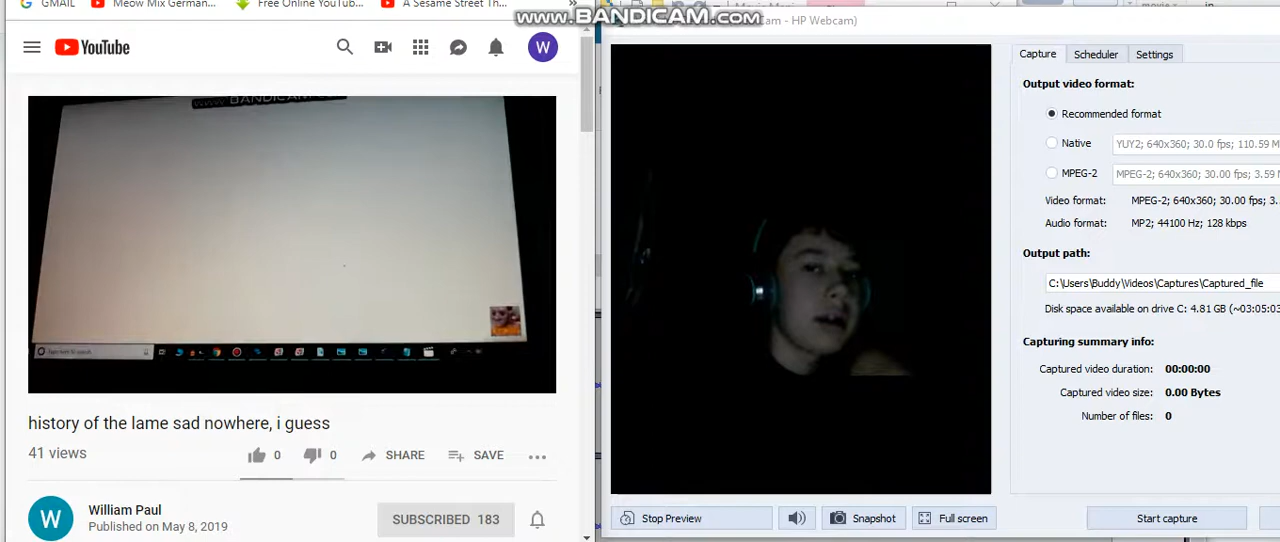 GMAIL
Meow Mix German...
Free Online YouTub...
A Sesame Street Th...
»
www.BANDICAM.com
- HP Webcam)
YouTube
W
WWW.BANDICAM.COM
history of the lame sad nowhere, i guess
41 views
0
0
SHARE
SAVE
W
William Paul
Published on May 8, 2019
SUBSCRIBED 183
Capture
Scheduler
Settings
Output video format:
Recommended format
Native
YUY2; 640x360; 30.0 fps; 110.59 M
MPEG-2
MPEG-2; 640x360; 30.00 fps; 3.59 M
Video format: MPEG-2; 640x360; 30.00 fps; 3.
Audio format: MP2; 44100 Hz; 128 kbps
Output path:
C:\Users\Buddy\Videos\Captures\Captured_file
Disk space available on drive C: 4.81 GB (~03:05:03
Capturing summary info:
Captured video duration: 00:00:00
Captured video size: 0.00 Bytes
Number of files: 0
Stop Preview
Snapshot
Full screen
Start capture